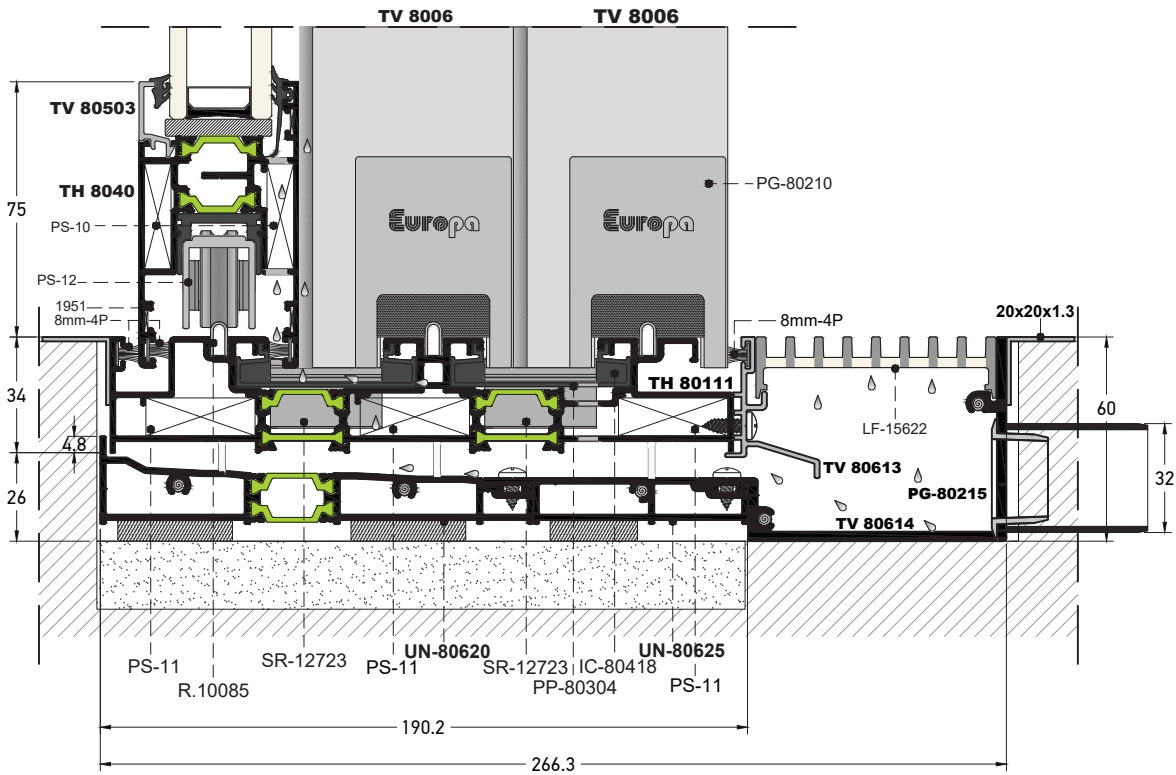 TV 8006
TV 8006
TV 80503
TH 8040
75
PS-10
PG-80210
Europa
Europa
PS-12
1951
8mm-4P
8mm-4P
20x20x1.3
34
TH 80111
60
LF-15622
4.8
32
TV 80613
26
PG-80215
TV 80614
PS-11
R.10085
SR-12723
PS-11
UN-80620
SR-12723
PP-80304
IC-80418
UN-80625
PS-11
190.2
266.3